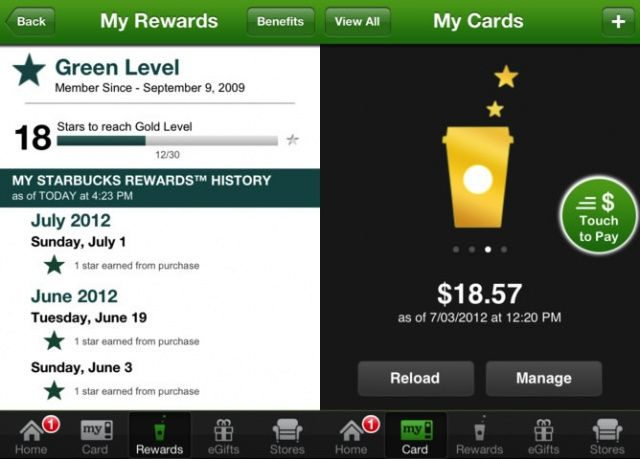 Back
My Rewards
Benefits
Green Level
Member Since - September 9, 2009
18
Stars to reach Gold Level
12/30
MY STARBUCKS REWARDS™ HISTORY
as of TODAY at 4:23 PM
July 2012
Sunday, July 1
1 star earned from purchase
June 2012
Tuesday, June 19
1 star earned from purchase
Sunday, June 3
1 star earned from purchase
1
Home
my
Card
Rewards
eGifts
Stores
View All
My Cards
+
$
Touch
to Pay
$18.57
as of 7/03/2012 at 12:20 PM
Reload
Manage
1
Home
my
Card
Rewards
eGifts
Stores